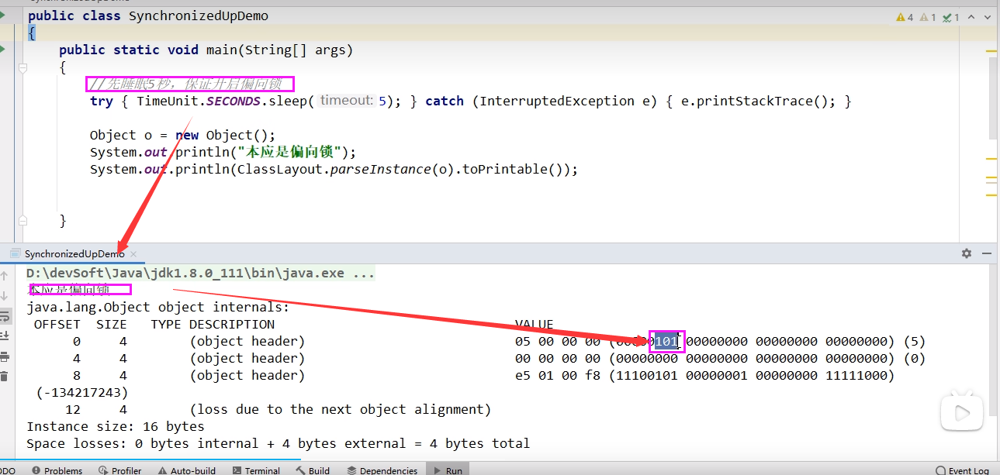 public class SynchronizedUpDemo
4 1 1
{
public static void main(String[] args)
{
//先睡眠5秒，保证开启偏向锁
try { TimeUnit.SECONDS.sleep( timeout: 5); } catch (InterruptedException e) { e.printStackTrace(); }
Object o = new Object();
System.out.println("本应是偏向锁");
System.out.println(ClassLayout.parseInstance(o).toPrintable());
}
SynchronizedUpDemo
D:\devSoft\Java\jdk1.8.0_111\bin\java.exe ...
本应是偏向锁
java.lang.Object object internals:
OFFSET SIZE TYPE DESCRIPTION VALUE
0 4 (object header) 05 00 00 00 (00000101 00000000 00000000 00000000) (5)
4 4 (object header) 00 00 00 00 (00000000 00000000 00000000 00000000) (0)
8 4 (object header) e5 01 00 f8 (11100101 00000001 00000000 11111000)
(-134217243)
12 4 (loss due to the next object alignment)
Instance size: 16 bytes
Space losses: 0 bytes internal + 4 bytes external = 4 bytes total
ODO Problems Profiler Auto-build Terminal Build Dependencies Run Event Log